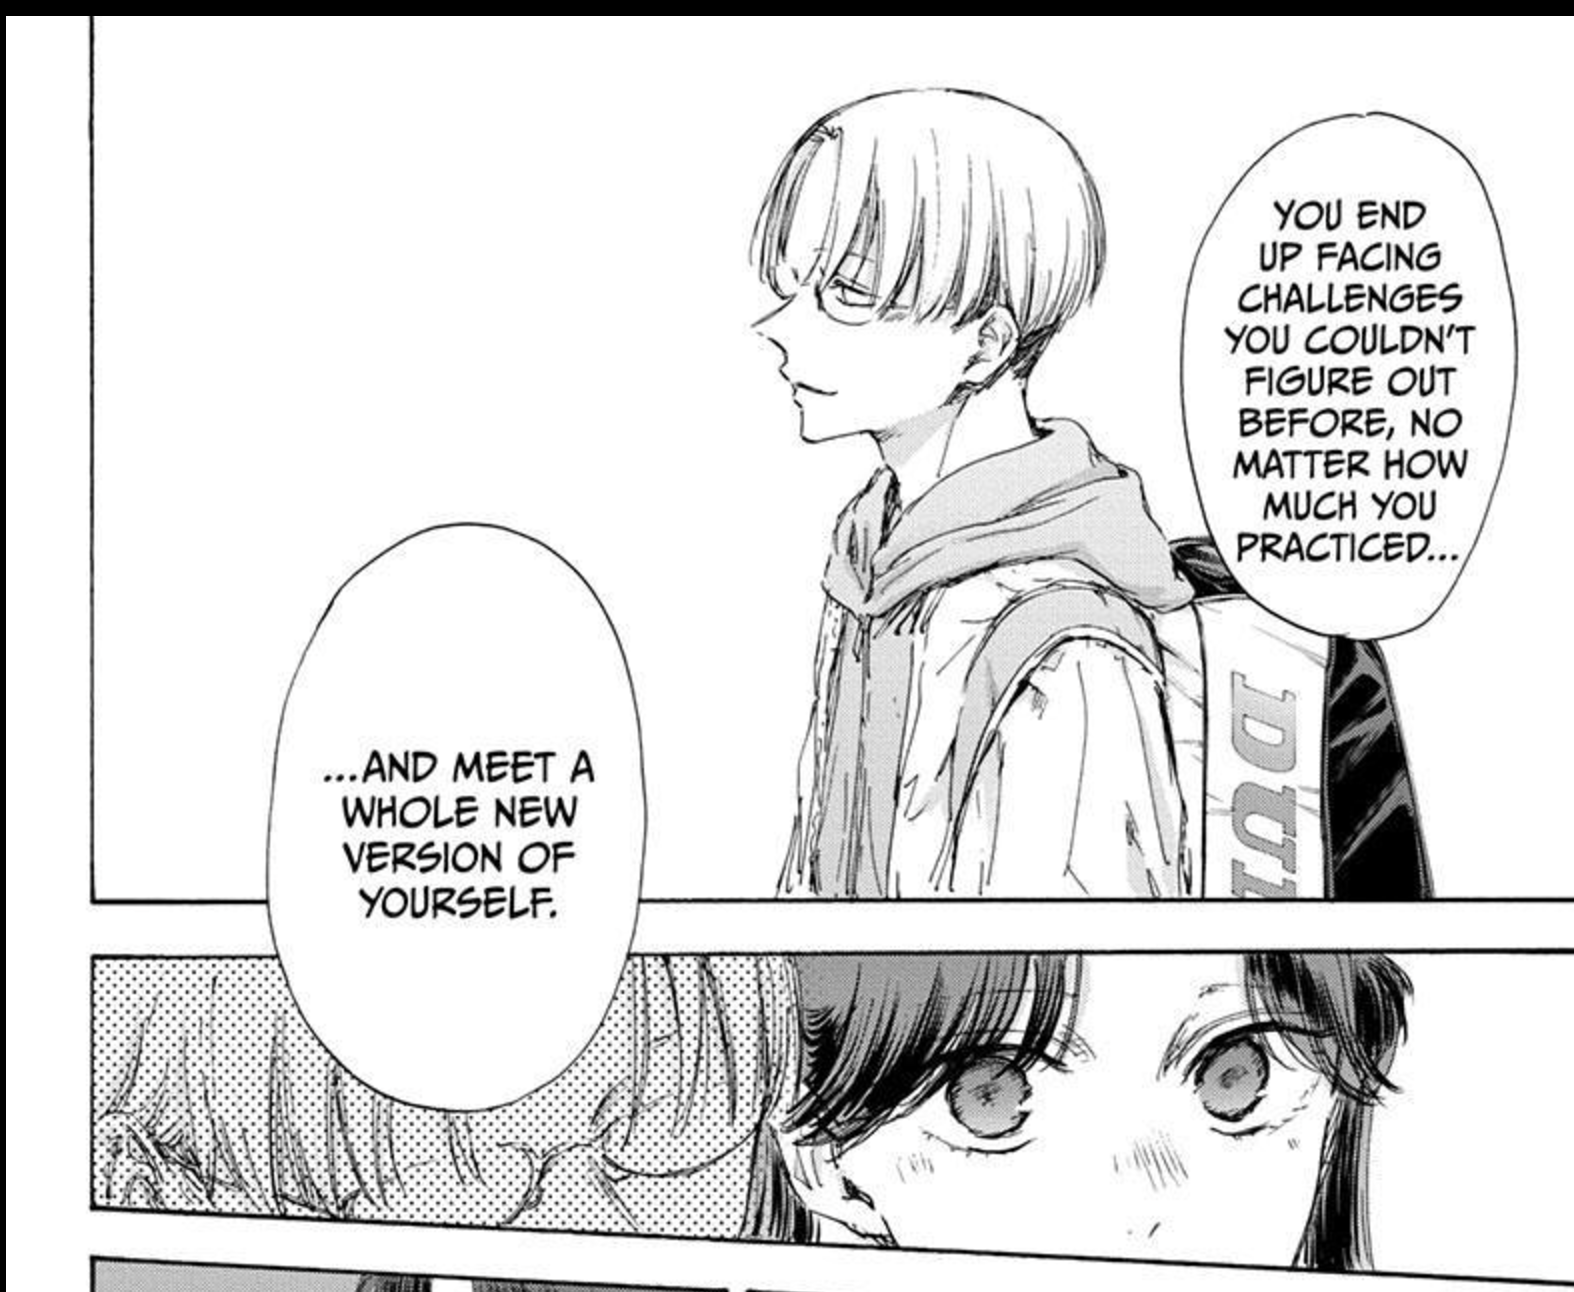 YOU END
UP FACING
CHALLENGES
YOU COULDN'T
FIGURE OUT
BEFORE, NO
MATTER HOW
MUCH YOU
PRACTICED...
...AND MEET A
WHOLE NEW
VERSION OF
YOURSELF.